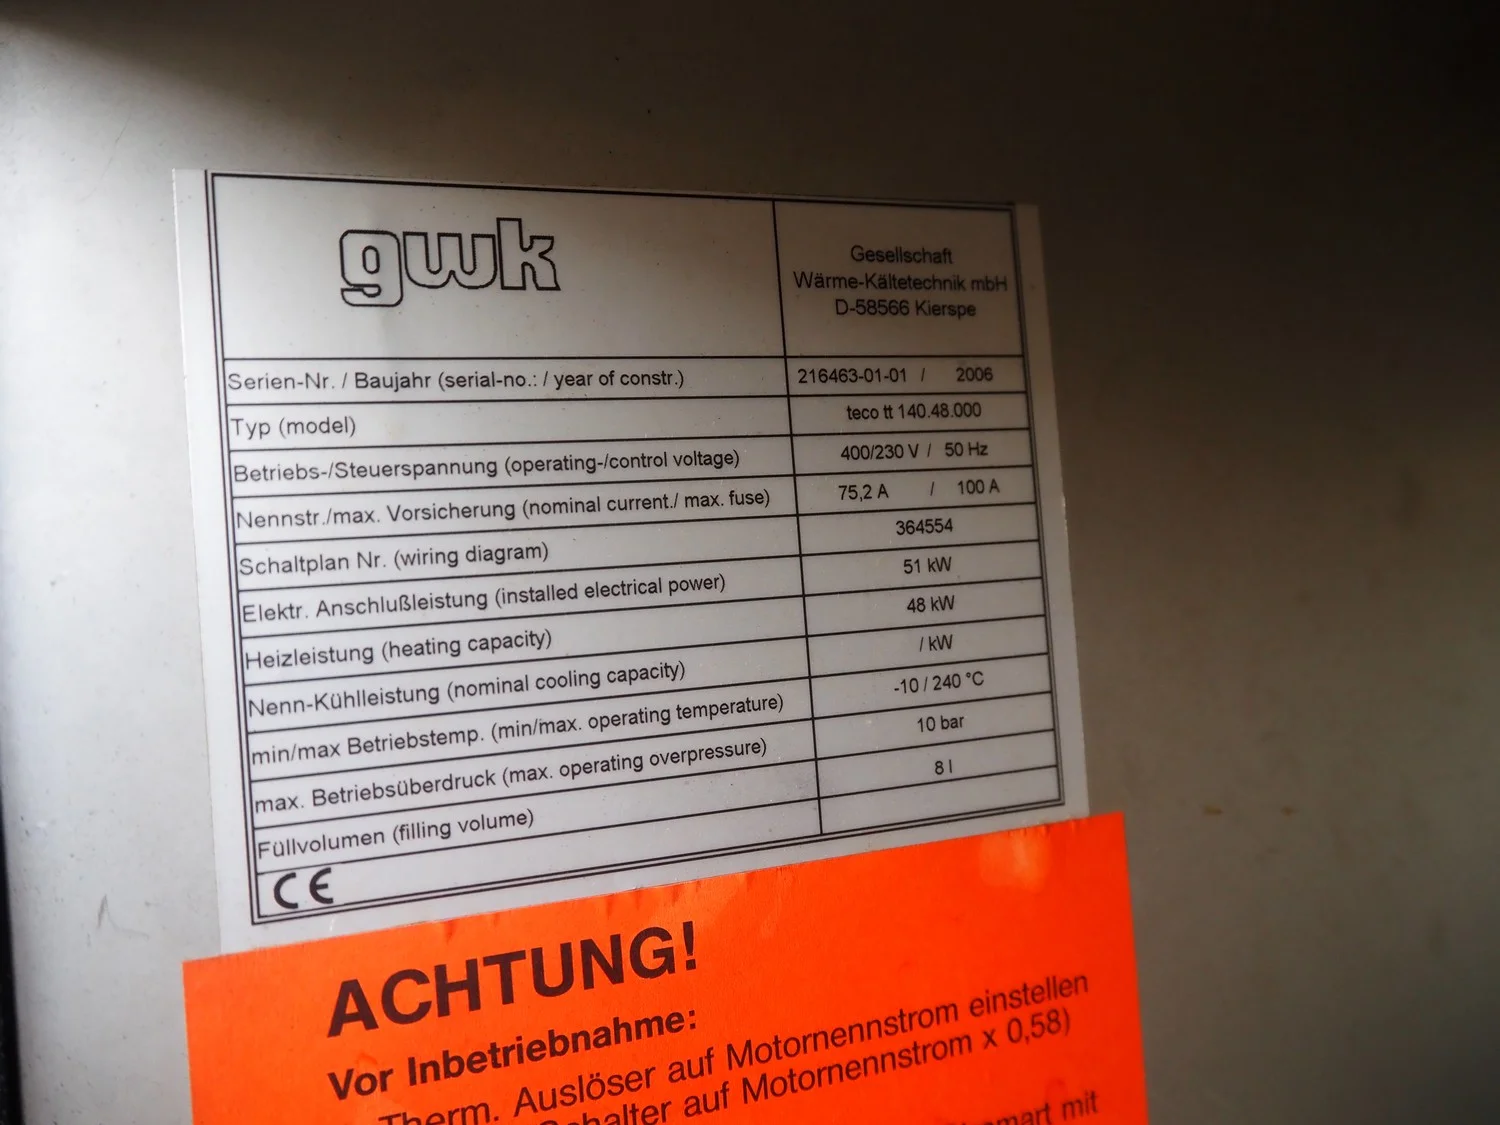 gwk
Gesellschaft
Wärme-Kältetechnik mbH
D-58566 Kierspe
Serien-Nr. / Baujahr (serial-no.: / year of constr.) 216463-01-01 / 2006
Typ (model) teco tt 140.48.000
Betriebs-/Steuerspannung (operating-/control voltage) 400/230 V / 50 Hz
Nennstr./max. Vorsicherung (nominal current./ max. fuse) 75,2 A / 100 A
Schaltplan Nr. (wiring diagram) 364554
Elektr. Anschlußleistung (installed electrical power) 51 kW
Heizleistung (heating capacity) 48 kW
Nenn-Kühlleistung (nominal cooling capacity) / kW
min/max Betriebstemp. (min/max. operating temperature) -10 / 240 °C
max. Betriebsüberdruck (max. operating overpressure) 10 bar
Füllvolumen (filling volume) 8 l
CE
ACHTUNG!
Vor Inbetriebnahme:
Therm. Auslöser auf Motornennstrom einstellen
auf Motornennstrom x 0,58)
mit